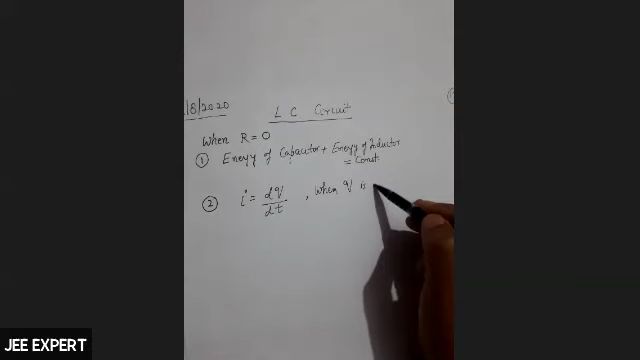 /8/2020
L C Circuit
When R = 0
① Energy of Capacitor + Energy of Inductor
= Const
② i = dq/dt , when q is
JEE EXPERT